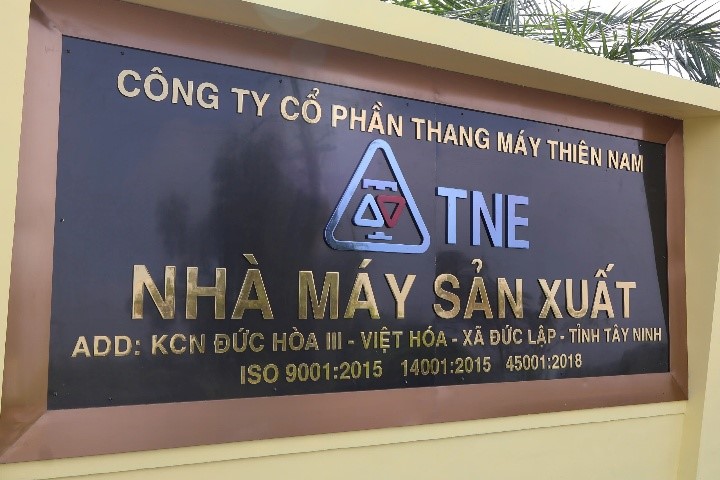 CÔNG TY CỔ PHẦN THANG MÁY THIÊN NAM
TNE
NHÀ MÁY SẢN XUẤT
ADD: KCN ĐỨC HÒA III - VIỆT HÓA - XÃ ĐỨC LẬP - TỈNH TÂY NINH
ISO 9001:2015 14001:2015 45001:2018